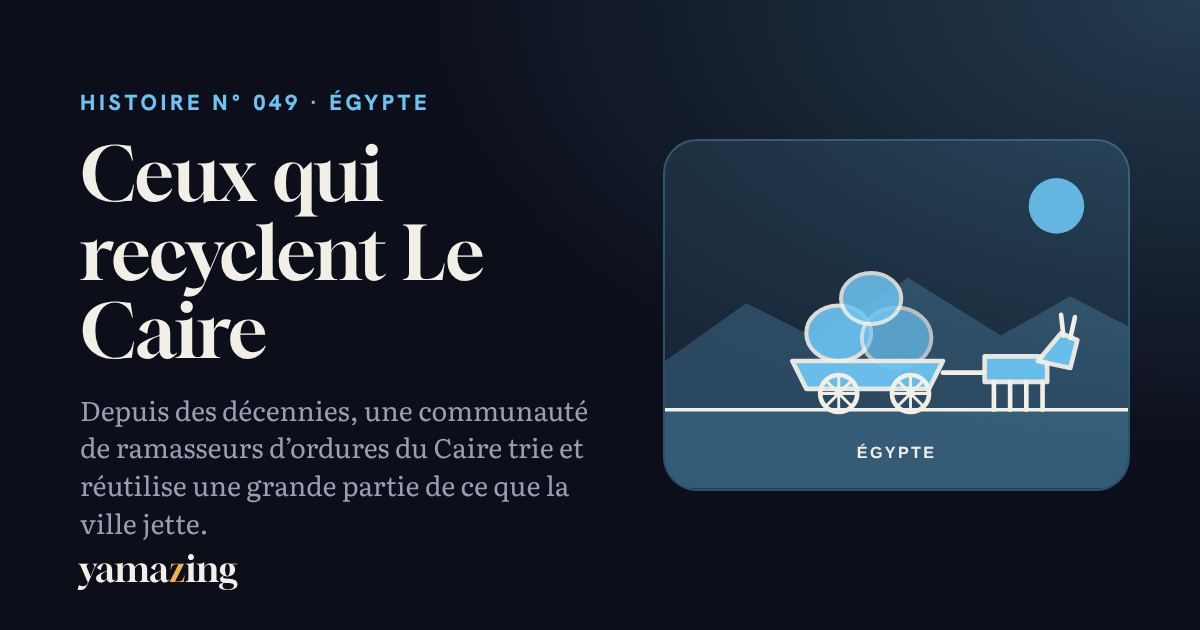 HISTOIRE N° 049 · ÉGYPTE
Ceux qui
recyclent Le
Caire
Depuis des décennies, une communauté
de ramasseurs d’ordures du Caire trie et
réutilise une grande partie de ce que la
ville jette.
yamazing
ÉGYPTE